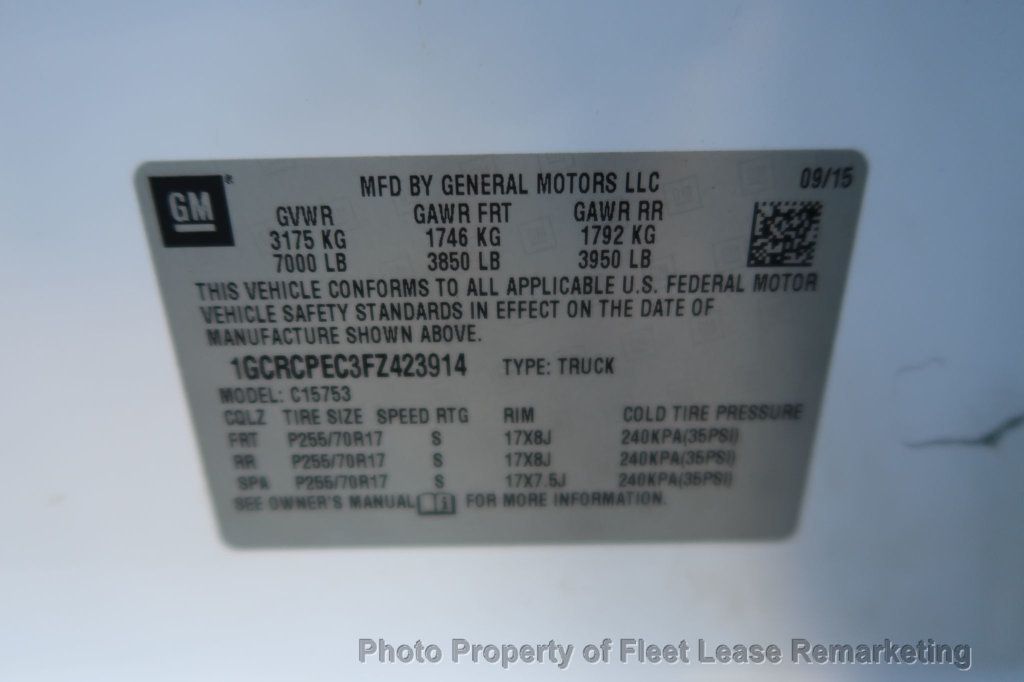 GM
MFD BY GENERAL MOTORS LLC 09/15
GVWR GAWR FRT GAWR RR
3175 KG 1746 KG 1792 KG
7000 LB 3850 LB 3950 LB
THIS VEHICLE CONFORMS TO ALL APPLICABLE U.S. FEDERAL MOTOR
VEHICLE SAFETY STANDARDS IN EFFECT ON THE DATE OF
MANUFACTURE SHOWN ABOVE.
1GCRCPEC3FZ423914 TYPE: TRUCK
MODEL: C15753
CQLZ TIRE SIZE SPEED RTG RIM COLD TIRE PRESSURE
FRT P255/70R17 S 17X8J 240KPA(35PSI)
RR P255/70R17 S 17X8J 240KPA(35PSI)
SPA P255/70R17 S 17X7.5J 240KPA(35PSI)
SEE OWNER'S MANUAL FOR MORE INFORMATION.
Photo Property of Fleet Lease Remarketing